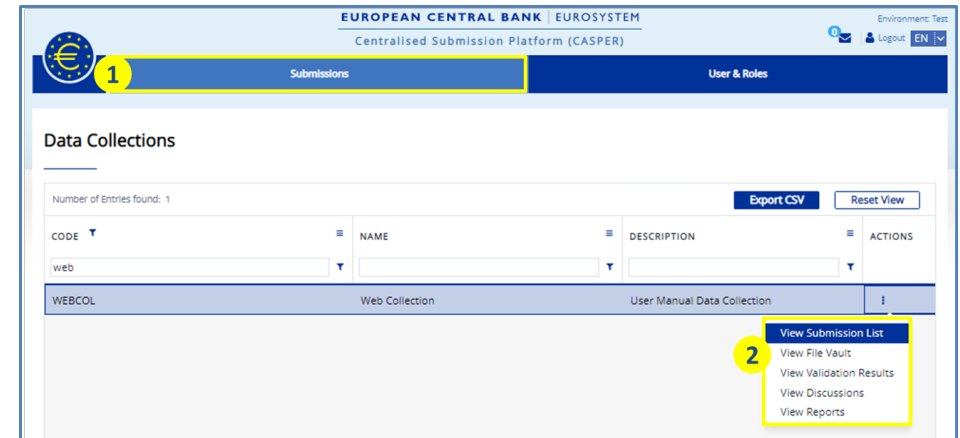 EUROPEAN CENTRAL BANK | EUROSYSTEM
Environment: Test
Centralised Submission Platform (CASPER)
0
Logout EN
1
Submissions
User & Roles
Data Collections
Number of Entries found: 1
Export CSV
Reset View
CODE
NAME
DESCRIPTION
ACTIONS
web
WEBCOL
Web Collection
User Manual Data Collection
View Submission List
2
View File Vault
View Validation Results
View Discussions
View Reports